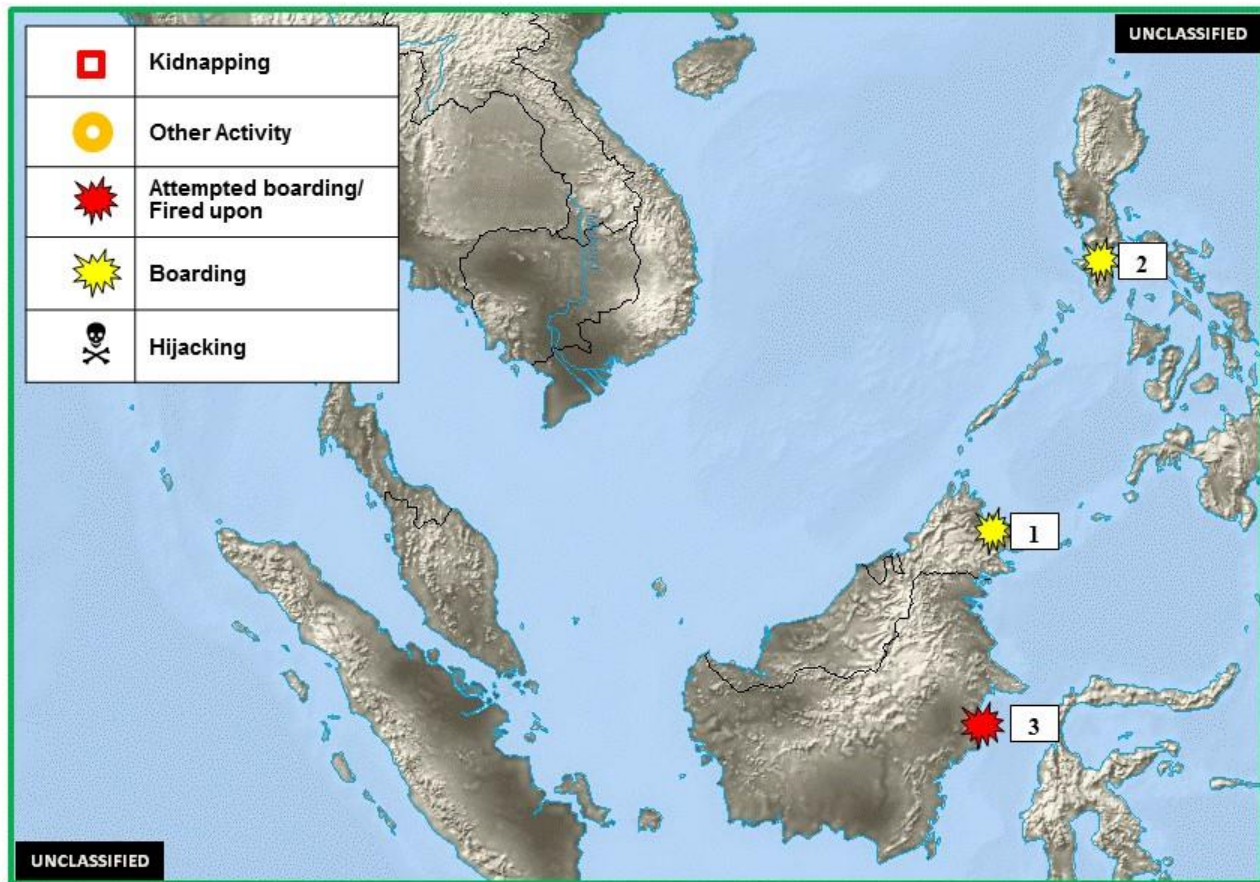 UNCLASSIFIED
Kidnapping
Other Activity
Attempted boarding/
Fired upon
Boarding
Hijacking
2
1
3
UNCLASSIFIED